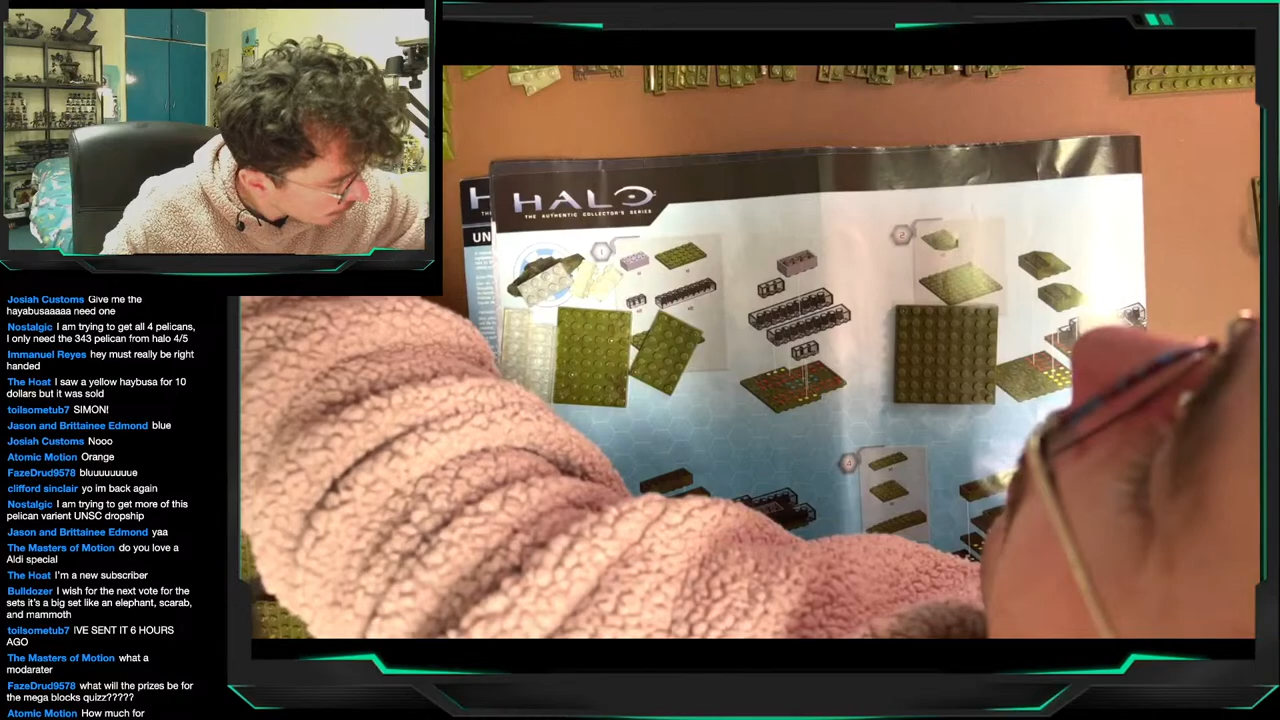 Josiah Customs Give me the
hayabusaaaaa need one
Nostalgic I am trying to get all 4 pelicans,
I only need the 343 pelican from halo 4/5
Immanuel Reyes hey must really be right
handed
The Hoat I saw a yellow haybusa for 10
dollars but it was sold
toilsometub7 SIMON!
Jason and Brittainee Edmond blue
Josiah Customs Nooo
Atomic Motion Orange
FazeDrud9578 bluuuuuuue
clifford sinclair yo im back again
Nostalgic I am trying to get more of this
pelican varient UNSC dropship
Jason and Brittainee Edmond yaa
The Masters of Motion do you love a
Aldi special
The Hoat I'm a new subscriber
Bulldozer I wish for the next vote for the
sets it's a big set like an elephant, scarab,
and mammoth
toilsometub7 IVE SENT IT 6 HOURS
AGO
The Masters of Motion what a
modarater
FazeDrud9578 what will the prizes be for
the mega blocks quizz?????
Atomic Motion How much for
HALO
THE AUTHENTIC COLLECTOR'S SERIES
H
UN
1
2
4